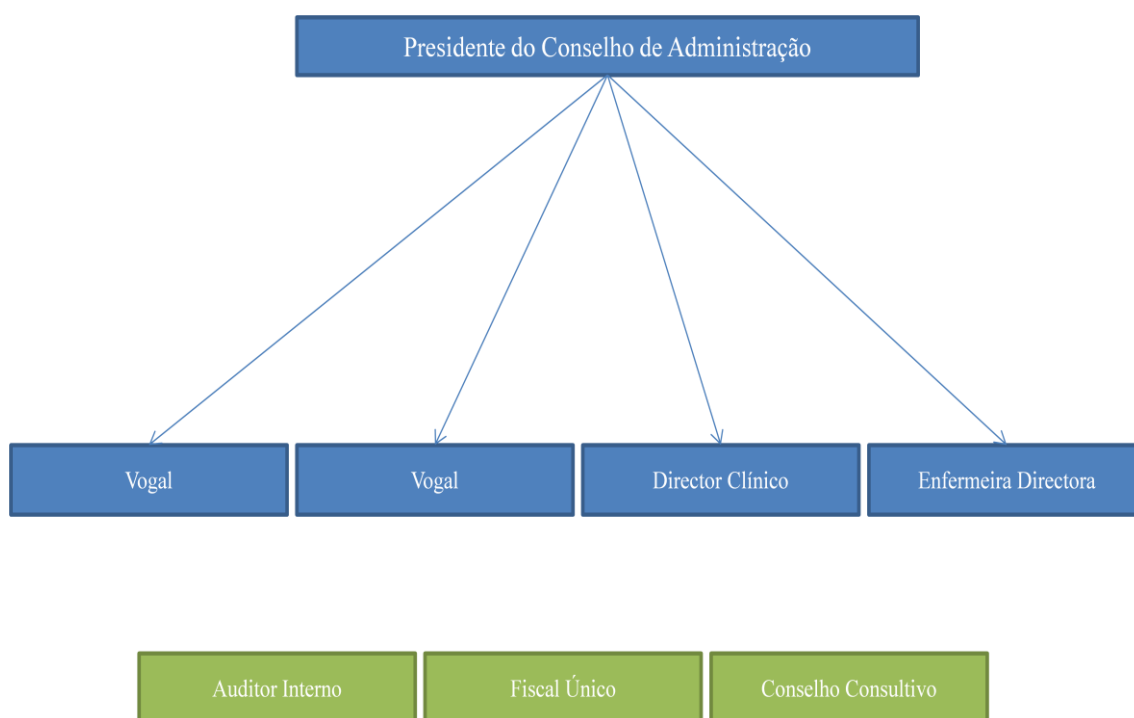 Presidente do Conselho de Administração
Vogal
Vogal
Director Clínico
Enfermeira Directora
Auditor Interno
Fiscal Único
Conselho Consultivo